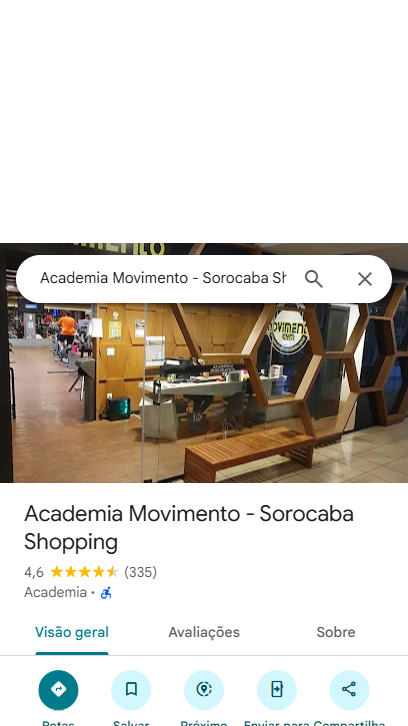 Academia Movimento - Sorocaba Sh
MOVIMENTO
GYM
Academia Movimento - Sorocaba
Shopping
4,6 (335)
Academia ·
Visão geral Avaliações Sobre
Rotas Salvar Próximo Enviar para Compartilha